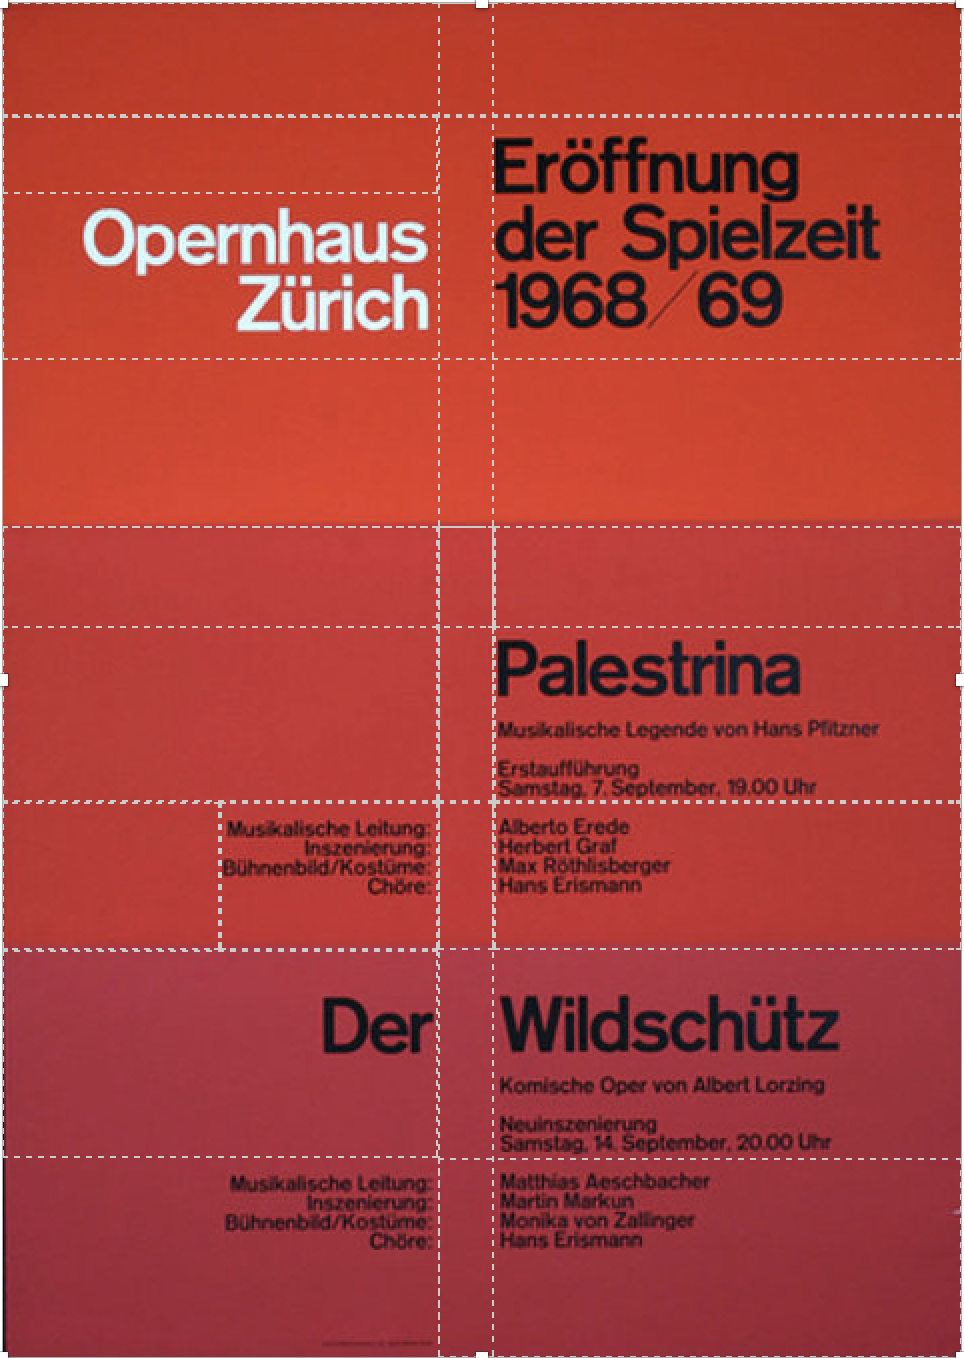 Opernhaus
Zürich
Eröffnung
der Spielzeit
1968/69
Palestrina
Musikalische Legende von Hans Pfitzner
Erstaufführung
Samstag, 7. September, 19.00 Uhr
Musikalische Leitung: Alberto Erede
Inszenierung: Herbert Graf
Bühnenbild/Kostüme: Max Röthlisberger
Chöre: Hans Erismann
Der Wildschütz
Komische Oper von Albert Lorzing
Neuinszenierung
Samstag, 14. September, 20.00 Uhr
Musikalische Leitung: Matthias Aeschbacher
Inszenierung: Martin Markun
Bühnenbild/Kostüme: Monika von Zallinger
Chöre: Hans Erismann